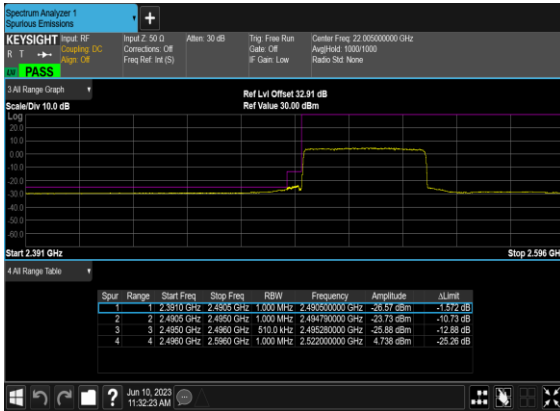 Spectrum Analyzer 1
Spurious Emissions
KEYSIGHT Input: RF Input Z: 50 Ω Atten: 30 dB Trig: Free Run Center Freq: 22.005000000 GHz
R T Coupling: DC Corrections: Off Gate: Off Avg|Hold: 1000/1000
Align: Off Freq Ref: Int (S) IF Gain: Low Radio Std: None
PASS
3 All Range Graph
Ref Lvl Offset 32.91 dB
Scale/Div 10.0 dB Ref Value 30.00 dBm
Log
20.0
10.0
0.00
-10.0
-20.0
-30.0
-40.0
-50.0
-60.0
Start 2.391 GHz Stop 2.596 GH
4 All Range Table
Spur Range Start Freq Stop Freq RBW Frequency Amplitude ΔLimit
1 1 2.3910 GHz 2.4905 GHz 1.000 MHz 2.490500000 GHz -26.57 dBm -1.572 dB
2 2 2.4905 GHz 2.4950 GHz 1.000 MHz 2.494790000 GHz -23.73 dBm -10.73 dB
3 3 2.4950 GHz 2.4960 GHz 510.0 kHz 2.495280000 GHz -25.88 dBm -12.88 dB
4 4 2.4960 GHz 2.5960 GHz 1.000 MHz 2.522000000 GHz 4.738 dBm -25.26 dB
Jun 10, 2023
11:32:23 AM